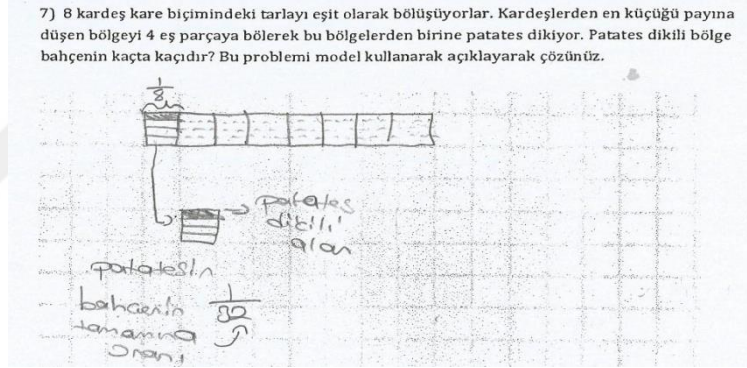 7) 8 kardeş kare biçimindeki tarlayı eşit olarak bölüşüyorlar. Kardeşlerden en küçüğü payına
düşen bölgeyi 4 eş parçaya bölerek bu bölgelerden birine patates dikiyor. Patates dikili bölge
bahçenin kaçta kaçıdır? Bu problemi model kullanarak açıklayarak çözünüz.
1/8
patates
dikili
alan
patatesin
bahçenin 1/32
tamamına
oranı